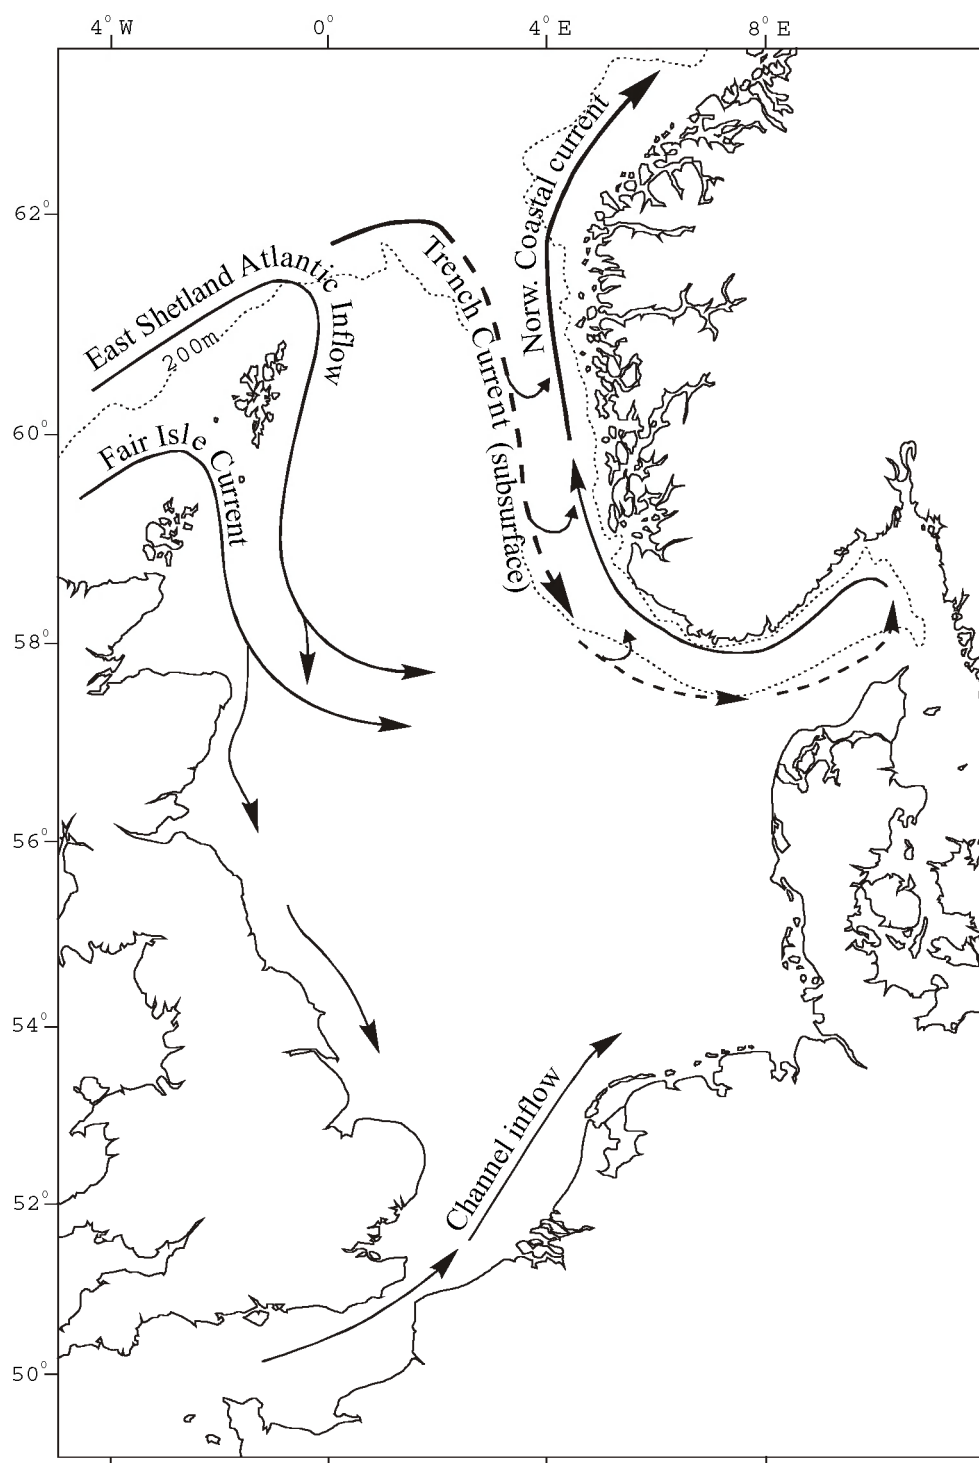 4° W
0°
4° E
8° E
62°
60°
58°
56°
54°
52°
50°
East Shetland Atlantic Inflow
200m
Fair Isle Current
Trench Current (subsurface)
Norw. Coastal current
Channel inflow